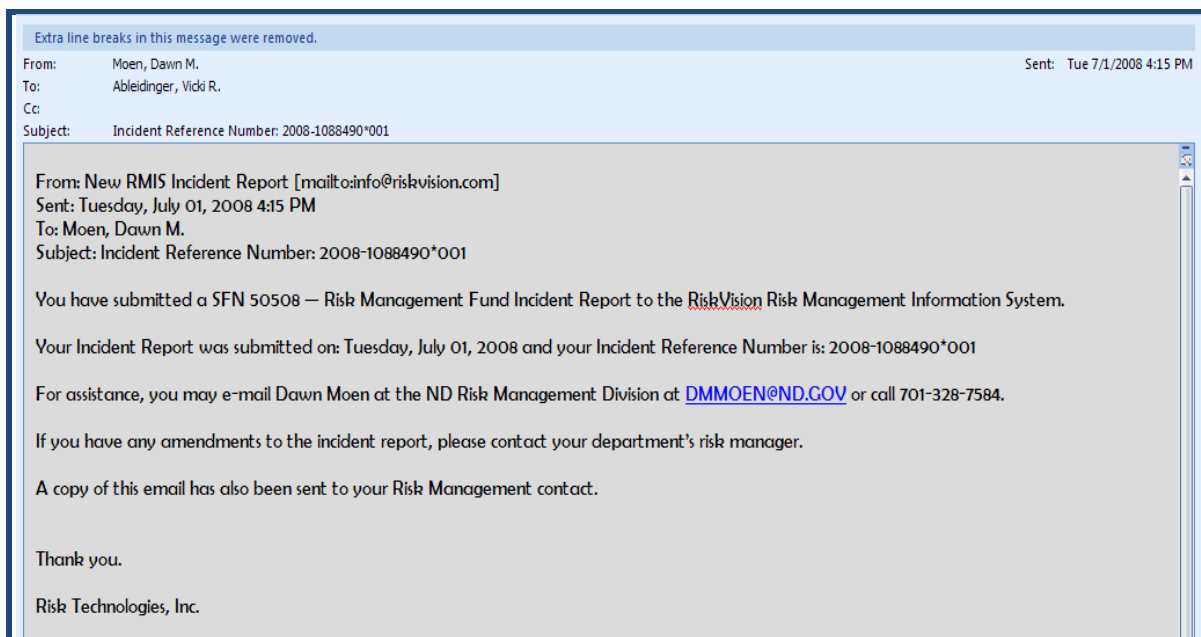 Extra line breaks in this message were removed.
From: Moen, Dawn M. Sent: Tue 7/1/2008 4:15 PM
To: Ableidinger, Vicki R.
Cc:
Subject: Incident Reference Number: 2008-1088490*001
From: New RMIS Incident Report [mailto:info@riskvision.com]
Sent: Tuesday, July 01, 2008 4:15 PM
To: Moen, Dawn M.
Subject: Incident Reference Number: 2008-1088490*001
You have submitted a SFN 50508 – Risk Management Fund Incident Report to the RiskVision Risk Management Information System.
Your Incident Report was submitted on: Tuesday, July 01, 2008 and your Incident Reference Number is: 2008-1088490*001
For assistance, you may e-mail Dawn Moen at the ND Risk Management Division at DMMOEN@ND.GOV or call 701-328-7584.
If you have any amendments to the incident report, please contact your department's risk manager.
A copy of this email has also been sent to your Risk Management contact.
Thank you.
Risk Technologies, Inc.